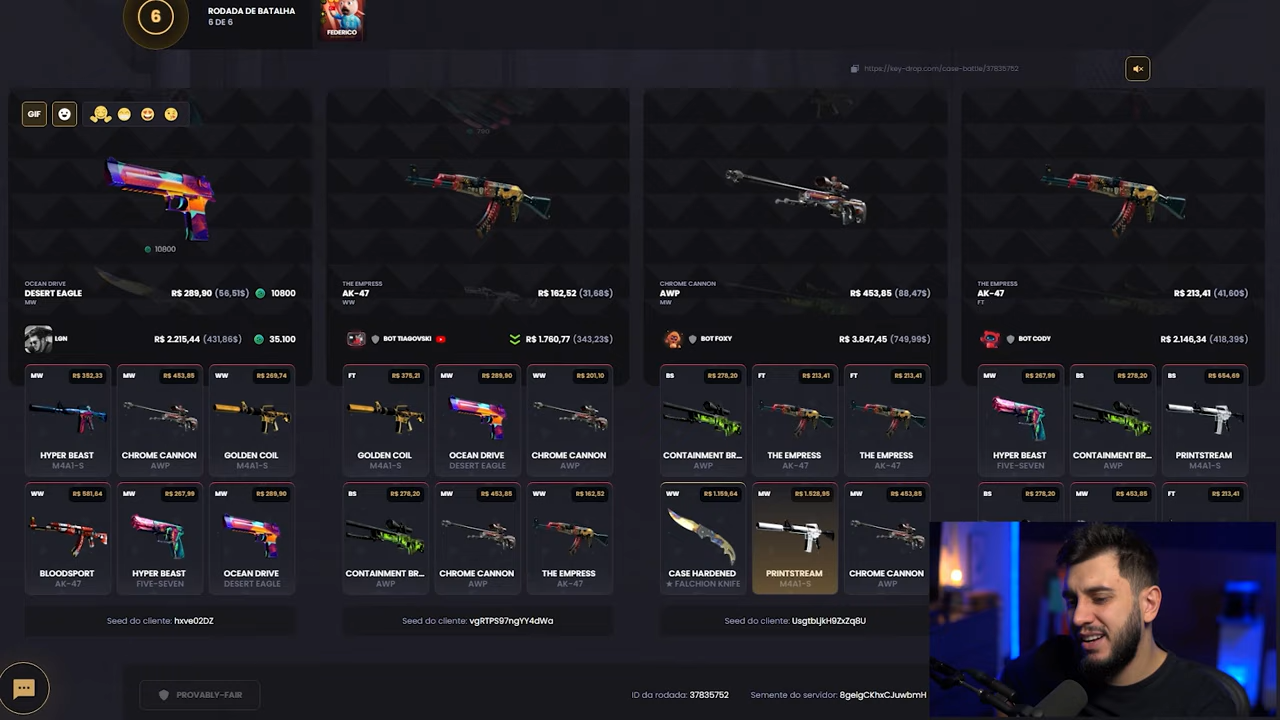 6
RODADA DE BATALHA
6 DE 6
FEDERICO
https://key-drop.com/case-battle/37835752
GIF
10800
OCEAN DRIVE
DESERT EAGLE
MW
R$ 289,90 (56,51$) 10800
THE EMPRESS
AK-47
WW
R$ 162,52 (31,68$)
CHROME CANNON
AWP
MW
R$ 453,85 (88,47$)
THE EMPRESS
AK-47
FT
R$ 213,41 (41,60$)
LGN
R$ 2.215,44 (431,86$) 35.100
BOT TIAGOVSKI
R$ 1.760,77 (343,23$)
BOT FOXY
R$ 3.847,45 (749,99$)
BOT CODY
R$ 2.146,34 (418,39$)
MW R$ 352,33
HYPER BEAST
M4A1-S
MW R$ 453,85
CHROME CANNON
AWP
WW R$ 269,74
GOLDEN COIL
M4A1-S
FT R$ 375,21
GOLDEN COIL
M4A1-S
MW R$ 289,90
OCEAN DRIVE
DESERT EAGLE
WW R$ 201,10
CHROME CANNON
AWP
BS R$ 278,20
CONTAINMENT BR...
AWP
FT R$ 213,41
THE EMPRESS
AK-47
FT R$ 213,41
THE EMPRESS
AK-47
MW R$ 267,99
HYPER BEAST
FIVE-SEVEN
BS R$ 278,20
CONTAINMENT BR...
AWP
BS R$ 654,69
PRINTSTREAM
M4A1-S
WW R$ 581,64
BLOODSPORT
AK-47
MW R$ 267,99
HYPER BEAST
FIVE-SEVEN
MW R$ 289,90
OCEAN DRIVE
DESERT EAGLE
BS R$ 278,20
CONTAINMENT BR...
AWP
MW R$ 453,85
CHROME CANNON
AWP
WW R$ 162,52
THE EMPRESS
AK-47
WW R$ 1.159,64
CASE HARDENED
★ FALCHION KNIFE
MW R$ 1.528,95
PRINTSTREAM
M4A1-S
MW R$ 453,85
CHROME CANNON
AWP
BS R$ 278,20
MW R$ 453,85
FT R$ 213,41
Seed do cliente: hxve02DZ
Seed do cliente: vgRTPS97ngYY4dWa
Seed do cliente: UsgtbLjkH9ZxZq8U
PROVABLY-FAIR
ID da rodada: 37835752
Semente do servidor: 8geigCKhxCJuwbmH